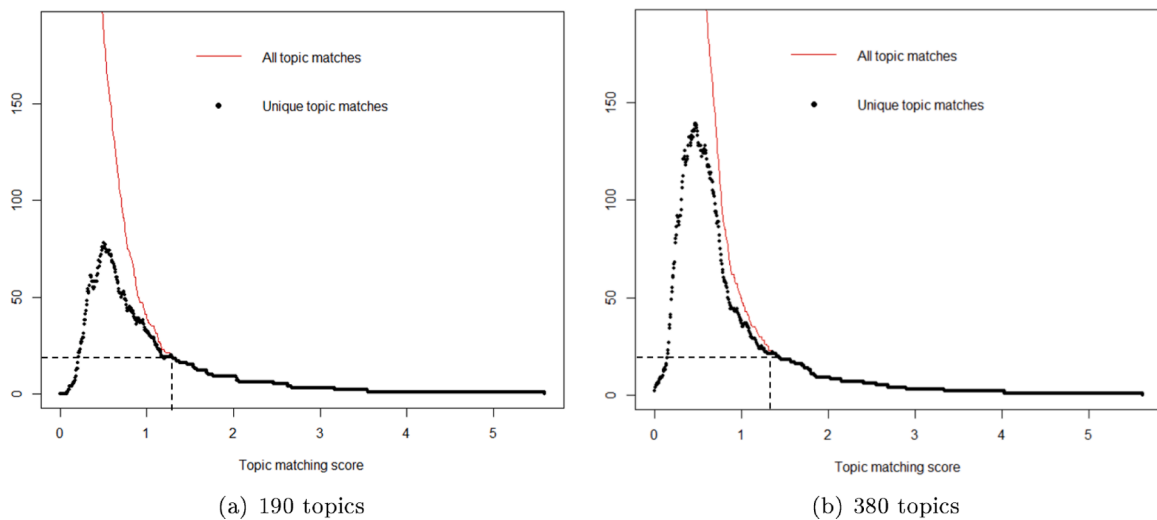 All topic matches
Unique topic matches
150
100
50
0
0 1 2 3 4 5
Topic matching score
(a) 190 topics
All topic matches
Unique topic matches
150
100
50
0
0 1 2 3 4 5
Topic matching score
(b) 380 topics